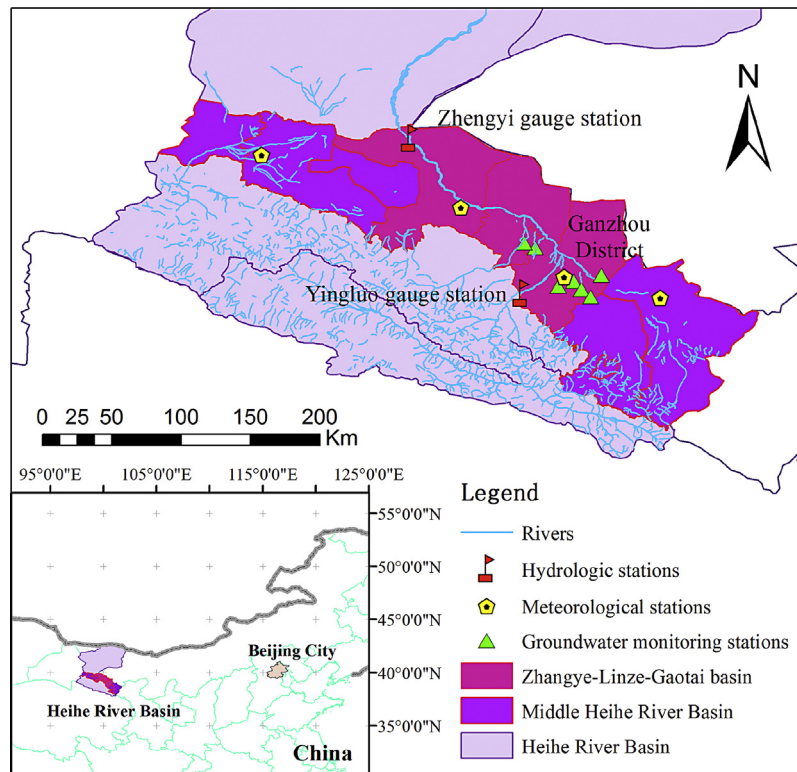 N
Zhengyi gauge station
Ganzhou
District
Yingluo gauge station
0 25 50 100 150 200
Km
95°0'0"E 105°0'0"E 115°0'0"E 125°0'0"E
55°0'0"N
50°0'0"N
45°0'0"N
40°0'0"N
35°0'0"N
Beijing City
Heihe River Basin
China
Legend
Rivers
Hydrologic stations
Meteorological stations
Groundwater monitoring stations
Zhangye-Linze-Gaotai basin
Middle Heihe River Basin
Heihe River Basin